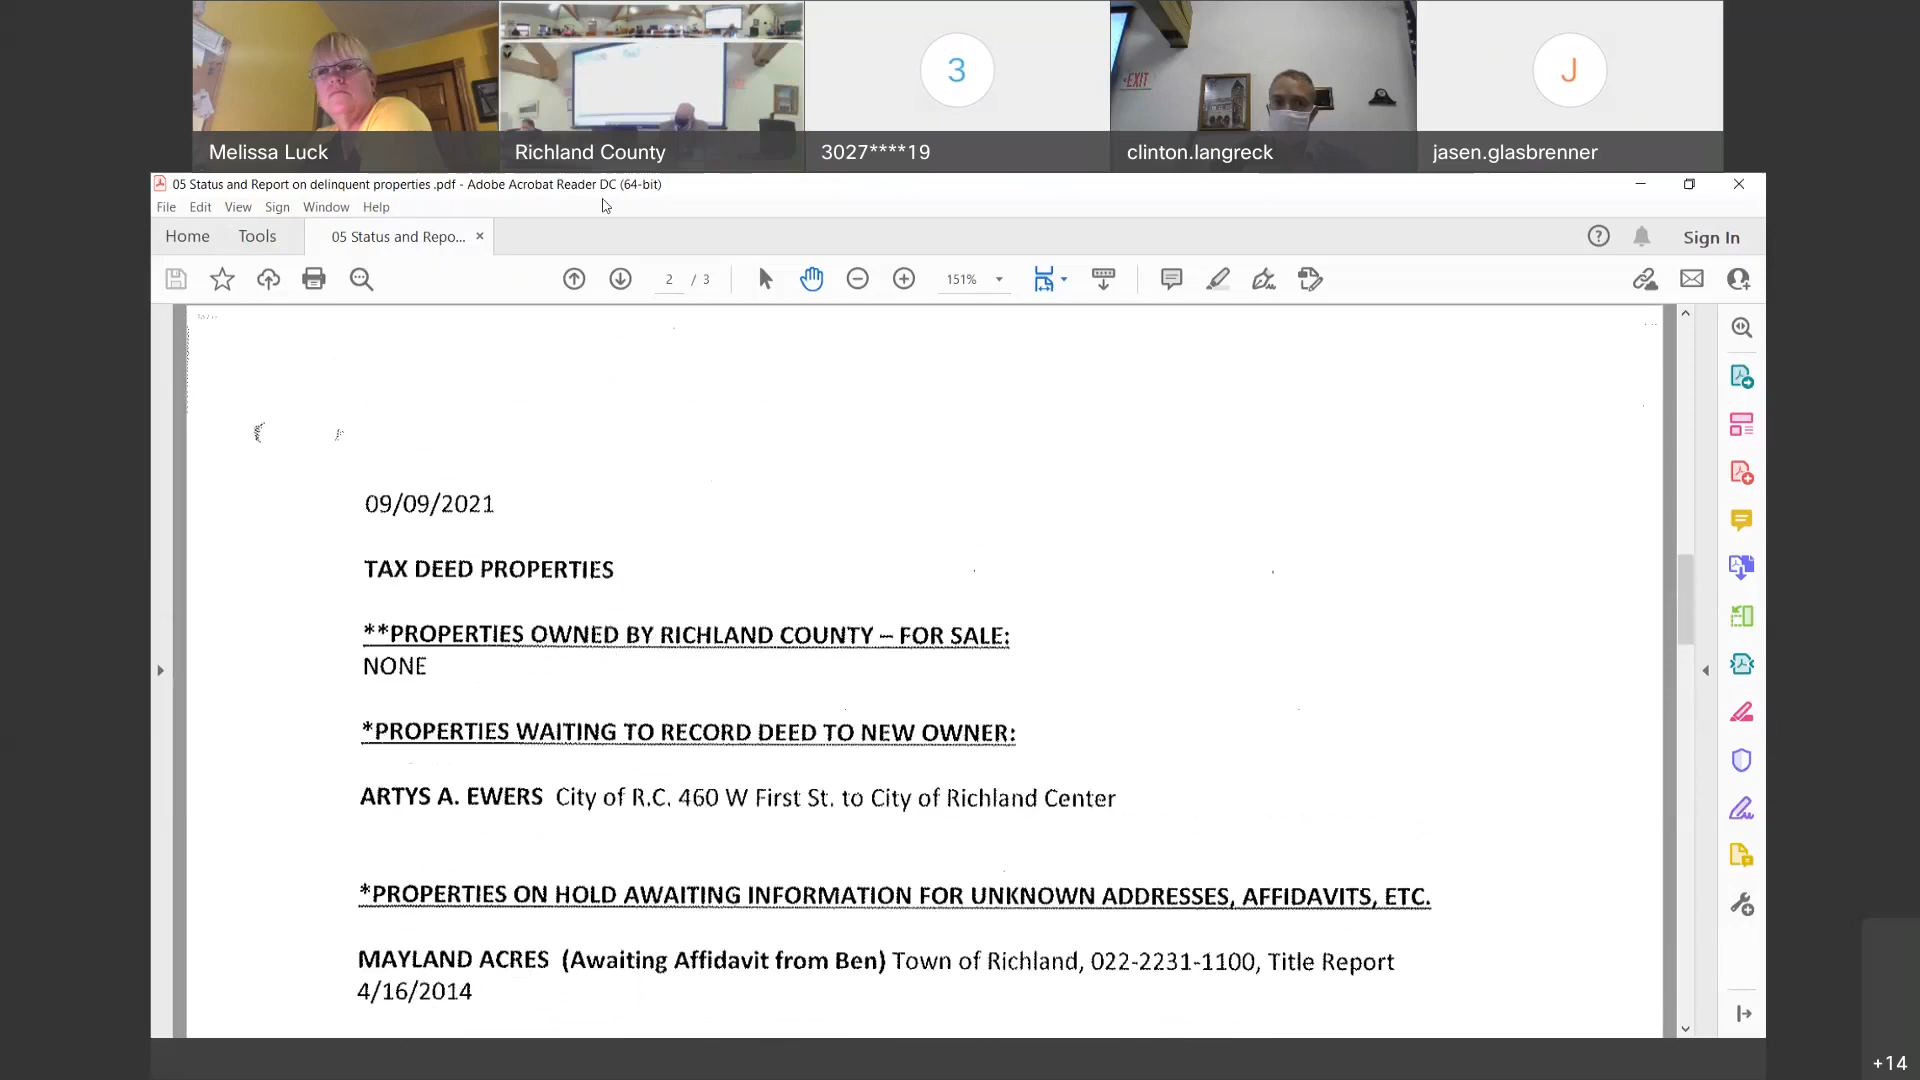 EXIT
3
J
Melissa Luck
Richland County
3027****19
clinton.langreck
jasen.glasbrenner
05 Status and Report on delinquent properties .pdf - Adobe Acrobat Reader DC (64-bit)
File Edit View Sign Window Help
Home Tools 05 Status and Repo... × Sign In
2 / 3 151%
09/09/2021
TAX DEED PROPERTIES
**PROPERTIES OWNED BY RICHLAND COUNTY – FOR SALE:
NONE
*PROPERTIES WAITING TO RECORD DEED TO NEW OWNER:
ARTYS A. EWERS City of R.C. 460 W First St. to City of Richland Center
*PROPERTIES ON HOLD AWAITING INFORMATION FOR UNKNOWN ADDRESSES, AFFIDAVITS, ETC.
MAYLAND ACRES (Awaiting Affidavit from Ben) Town of Richland, 022-2231-1100, Title Report
4/16/2014
+14